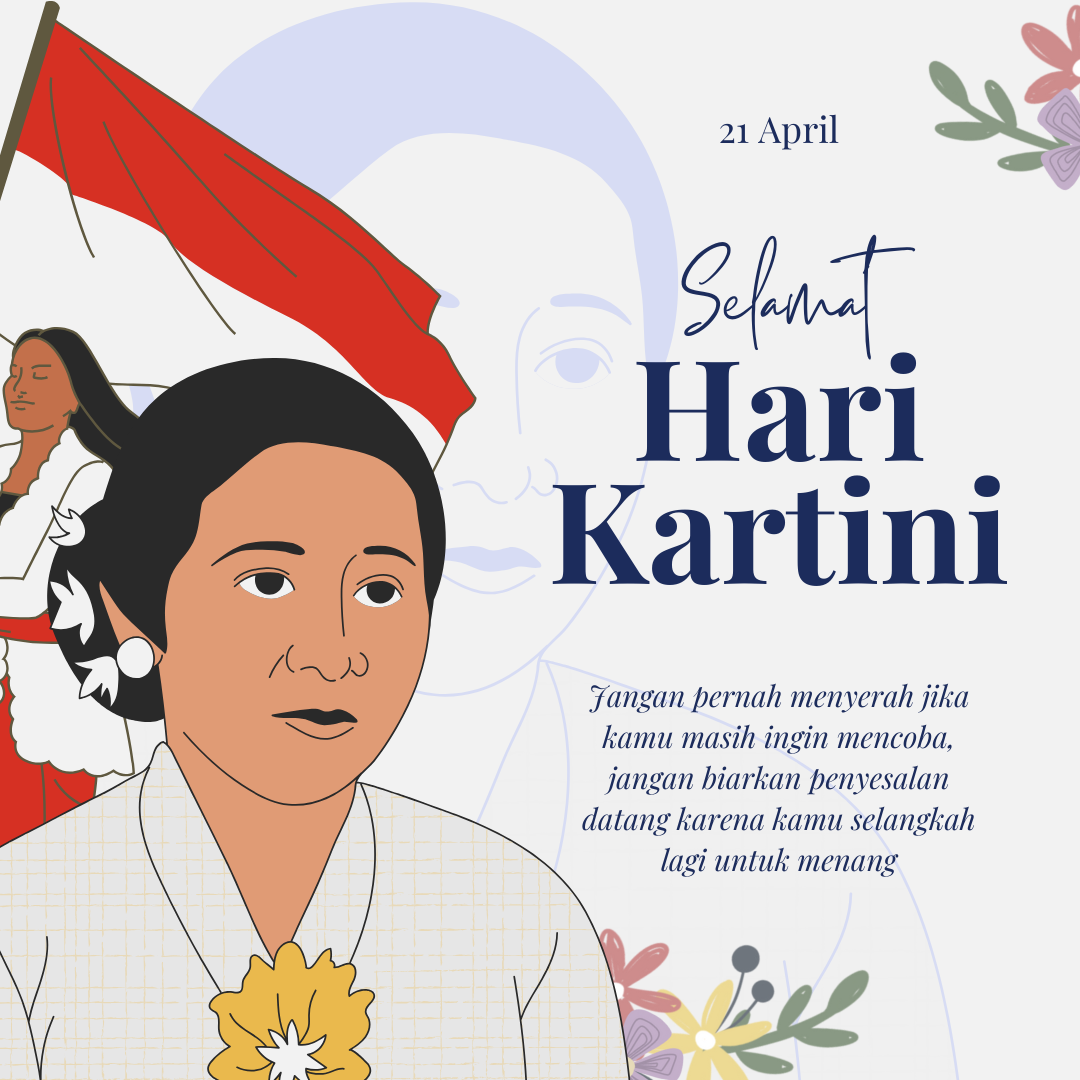 21 April
Selamat
Hari
Kartini
Jangan pernah menyerah jika
kamu masih ingin mencoba,
jangan biarkan penyesalan
datang karena kamu selangkah
lagi untuk menang